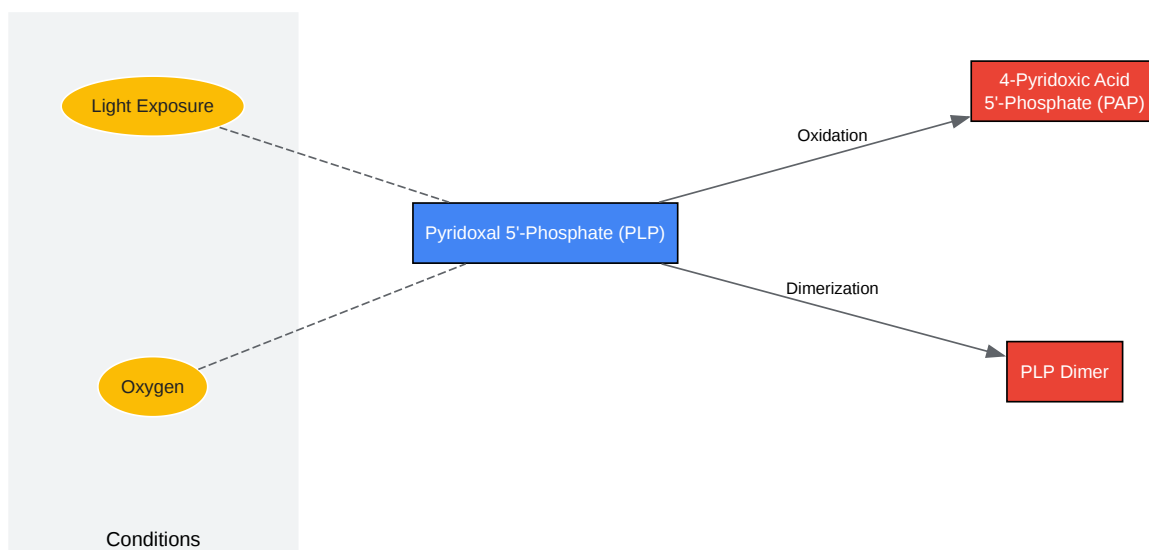 Light Exposure
Oxygen
Conditions
Pyridoxal 5'-Phosphate (PLP)
Oxidation
Dimerization
4-Pyridoxic Acid
5'-Phosphate (PAP)
PLP Dimer